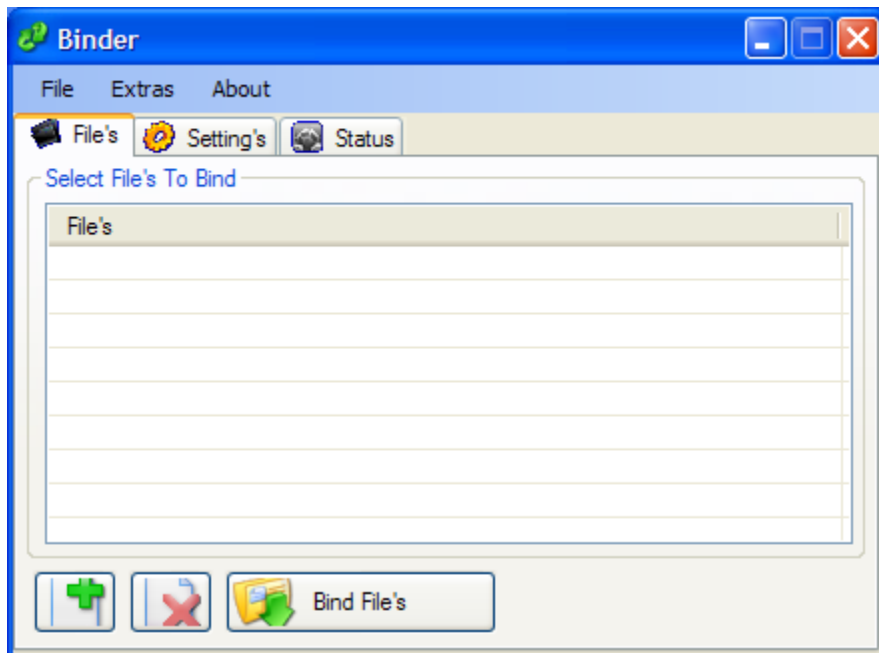 Binder
File Extras About
File's Setting's Status
Select File's To Bind
File's
Bind File's